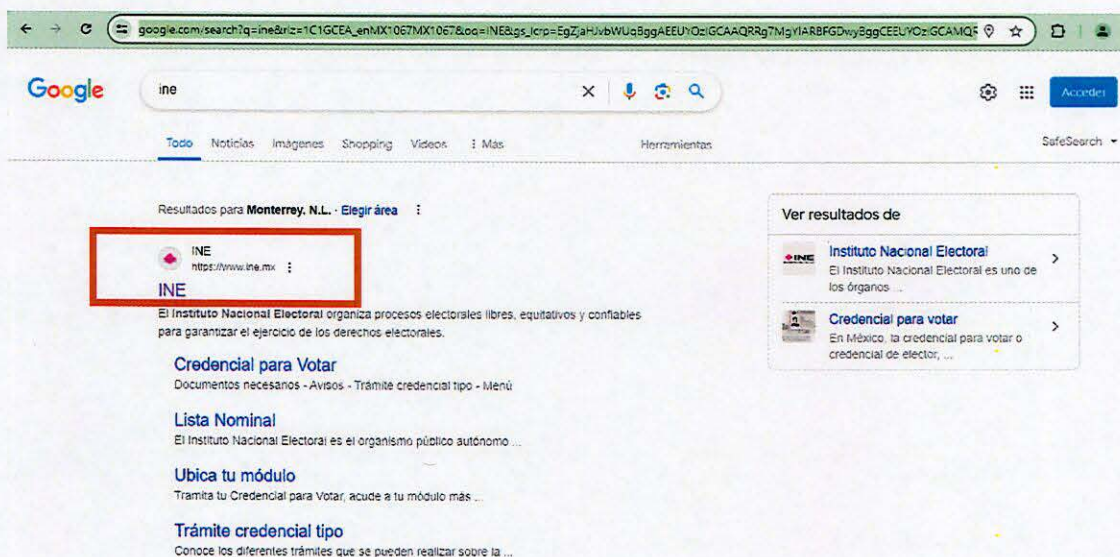 google.com/search?q=ine&rlz=1C1GCEA_enMX1067MX1067&oq=INE&gs_lcrp=
Google
ine
Acceder
Todo Noticias Imágenes Shopping Videos Más Herramientas SafeSearch
Resultados para Monterrey, N.L. · Elegir área
INE
https://www.ine.mx
INE
El Instituto Nacional Electoral organiza procesos electorales libres, equitativos y confiables
para garantizar el ejercicio de los derechos electorales.
Credencial para Votar
Documentos necesarios - Avisos - Trámite credencial tipo - Menú
Lista Nominal
El Instituto Nacional Electoral es el organismo público autónomo ...
Ubica tu módulo
Tramita tu Credencial para Votar, acude a tu módulo más ...
Trámite credencial tipo
Conoce los diferentes trámites que se pueden realizar sobre la ...
Ver resultados de
INE
Instituto Nacional Electoral
El Instituto Nacional Electoral es uno de
los órganos ...
Credencial para votar
En México, la credencial para votar o
credencial de elector, ...